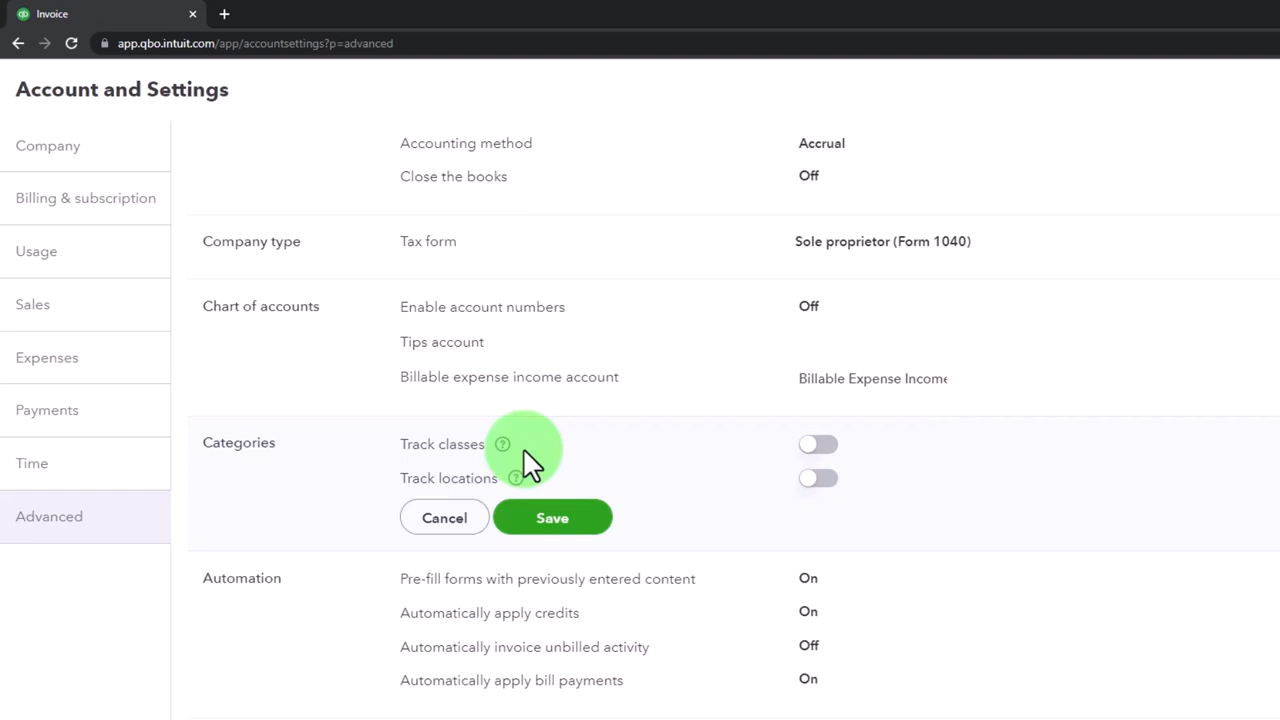 Invoice
app.qbo.intuit.com/app/accountsettings?p=advanced
Account and Settings
Company
Billing & subscription
Usage
Sales
Expenses
Payments
Time
Advanced
Accounting method Accrual
Close the books Off
Company type Tax form Sole proprietor (Form 1040)
Chart of accounts Enable account numbers Off
Tips account
Billable expense income account Billable Expense Income
Categories Track classes ?
Track locations ?
Cancel Save
Automation Pre-fill forms with previously entered content On
Automatically apply credits On
Automatically invoice unbilled activity Off
Automatically apply bill payments On